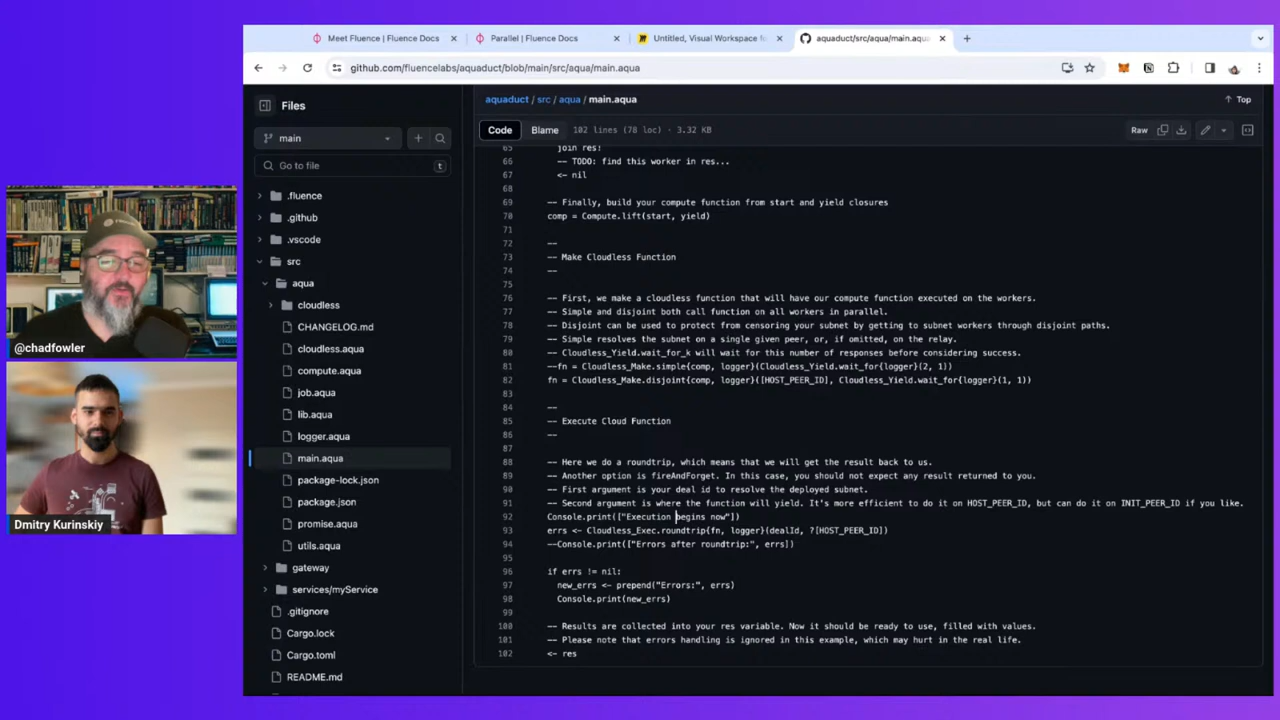 Meet Fluence | Fluence Docs
Parallel | Fluence Docs
Untitled, Visual Workspace fo
aquaduct/src/aqua/main.aqua
github.com/fluencelabs/aquaduct/blob/main/src/aqua/main.aqua
Files
main
Go to file
t
.fluence
.github
.vscode
src
aqua
cloudless
CHANGELOG.md
cloudless.aqua
compute.aqua
job.aqua
lib.aqua
logger.aqua
main.aqua
package-lock.json
package.json
promise.aqua
utils.aqua
gateway
services/myService
.gitignore
Cargo.lock
Cargo.toml
README.md
aquaduct / src / aqua / main.aqua
Top
Code
Blame
102 lines (78 loc) · 3.32 KB
Raw
65 join res!
66 -- TODO: find this worker in res...
67 <- nil
68
69 -- Finally, build your compute function from start and yield closures
70 comp = Compute.lift(start, yield)
71
72 --
73 -- Make Cloudless Function
74 --
75
76 -- First, we make a cloudless function that will have our compute function executed on the workers.
77 -- Simple and disjoint both call function on all workers in parallel.
78 -- Disjoint can be used to protect from censoring your subnet by getting to subnet workers through disjoint paths.
79 -- Simple resolves the subnet on a single given peer, or, if omitted, on the relay.
80 -- Cloudless_Yield.wait_for_k will wait for this number of responses before considering success.
81 --fn = Cloudless_Make.simple{comp, logger}(Cloudless_Yield.wait_for{logger}(2, 1))
82 fn = Cloudless_Make.disjoint{comp, logger}([HOST_PEER_ID], Cloudless_Yield.wait_for{logger}(1, 1))
83
84 --
85 -- Execute Cloud Function
86 --
87
88 -- Here we do a roundtrip, which means that we will get the result back to us.
89 -- Another option is fireAndForget. In this case, you should not expect any result returned to you.
90 -- First argument is your deal id to resolve the deployed subnet.
91 -- Second argument is where the function will yield. It's more efficient to do it on HOST_PEER_ID, but can do it on INIT_PEER_ID if you like.
92 Console.print(["Execution begins now"])
93 errs <- Cloudless_Exec.roundtrip{fn, logger}(dealId, ?[HOST_PEER_ID])
94 --Console.print(["Errors after roundtrip:", errs])
95
96 if errs != nil:
97 new_errs <- prepend("Errors:", errs)
98 Console.print(new_errs)
99
100 -- Results are collected into your res variable. Now it should be ready to use, filled with values.
101 -- Please note that errors handling is ignored in this example, which may hurt in the real life.
102 <- res
@chadfowler
Dmitry Kurinskiy